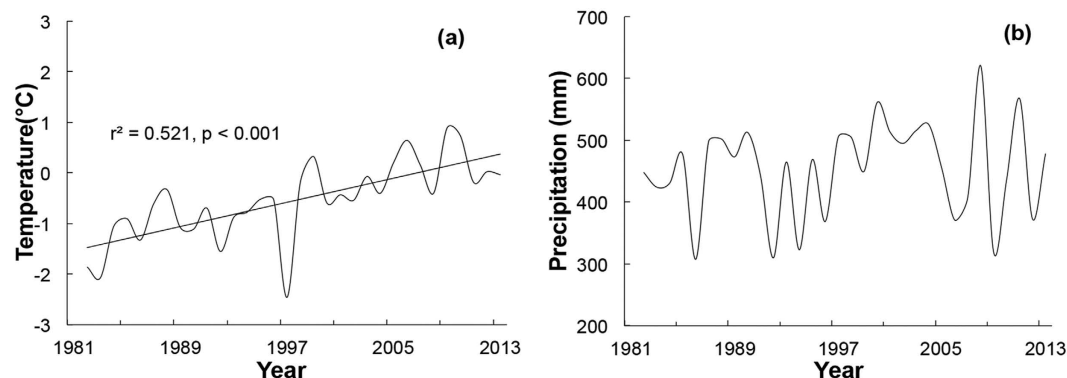 3
2
1
0
-1
-2
-3
Temperature(°C)
(a)
r² = 0.521, p < 0.001
1981 1989 1997 2005 2013
Year
700
600
500
400
300
200
Precipitation (mm)
(b)
1981 1989 1997 2005 2013
Year